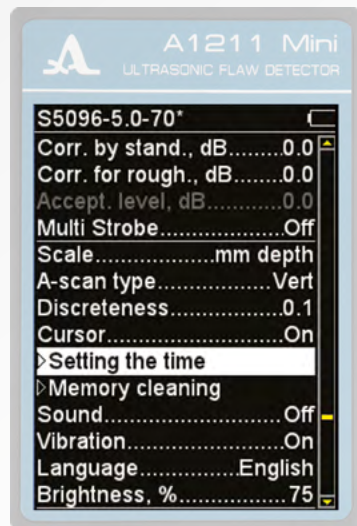 A1211 Mini
ULTRASONIC FLAW DETECTOR
S5096-5.0-70*
Corr. by stand., dB........0.0
Corr. for rough., dB.......0.0
Accept. level, dB............0.0
Multi Strobe....................Off
Scale...................mm depth
A-scan type.................Vert
Discreteness.................0.1
Cursor...........................On
▷Setting the time
▷Memory cleaning
Sound............................Off
Vibration........................On
Language...............English
Brightness, %.................75